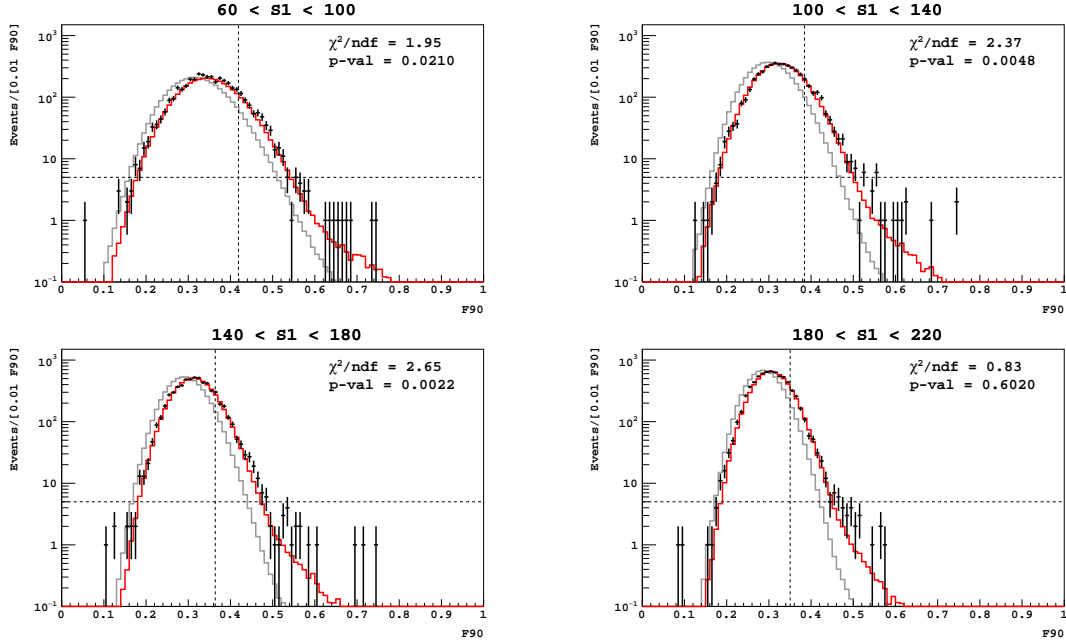 60 < S1 < 100
Events/[0.01 F90]
χ²/ndf = 1.95
p-val = 0.0210
10³
10²
10
1
10⁻¹
0 0.1 0.2 0.3 0.4 0.5 0.6 0.7 0.8 0.9 1
F90
100 < S1 < 140
Events/[0.01 F90]
χ²/ndf = 2.37
p-val = 0.0048
10³
10²
10
1
10⁻¹
0 0.1 0.2 0.3 0.4 0.5 0.6 0.7 0.8 0.9 1
F90
140 < S1 < 180
Events/[0.01 F90]
χ²/ndf = 2.65
p-val = 0.0022
10³
10²
10
1
10⁻¹
0 0.1 0.2 0.3 0.4 0.5 0.6 0.7 0.8 0.9 1
F90
180 < S1 < 220
Events/[0.01 F90]
χ²/ndf = 0.83
p-val = 0.6020
10³
10²
10
1
10⁻¹
0 0.1 0.2 0.3 0.4 0.5 0.6 0.7 0.8 0.9 1
F90